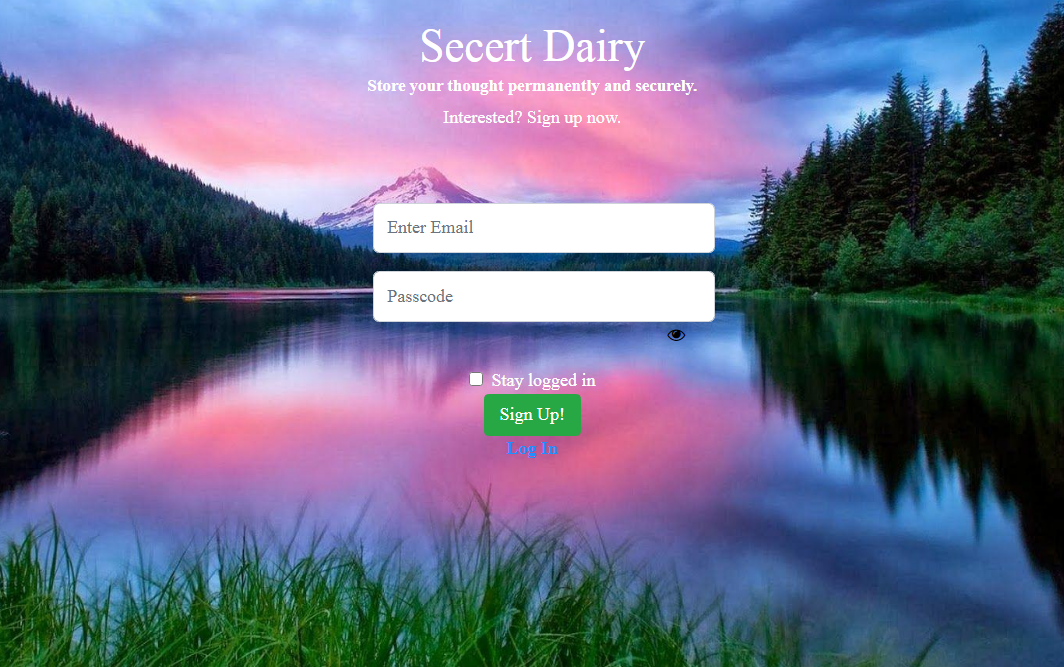 Secert Dairy
Store your thought permanently and securely.
Interested? Sign up now.
Enter Email
Passcode
Stay logged in
Sign Up!
Log In